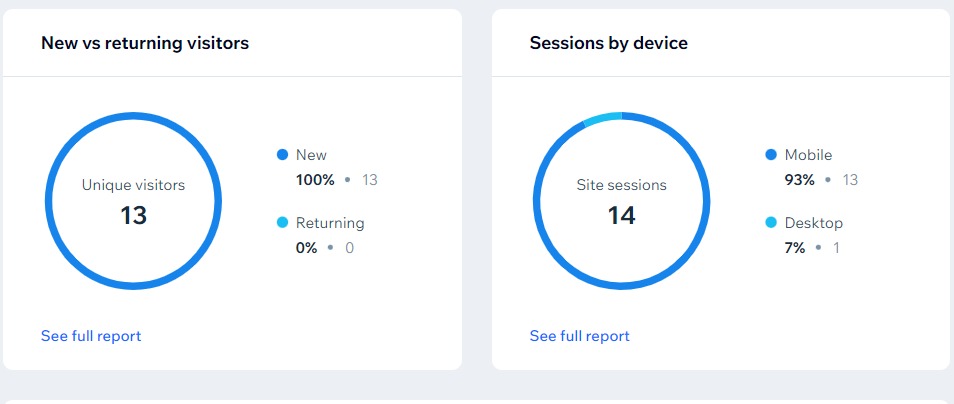 New vs returning visitors
Unique visitors
13
New
100% • 13
Returning
0% • 0
See full report
Sessions by device
Site sessions
14
Mobile
93% • 13
Desktop
7% • 1
See full report